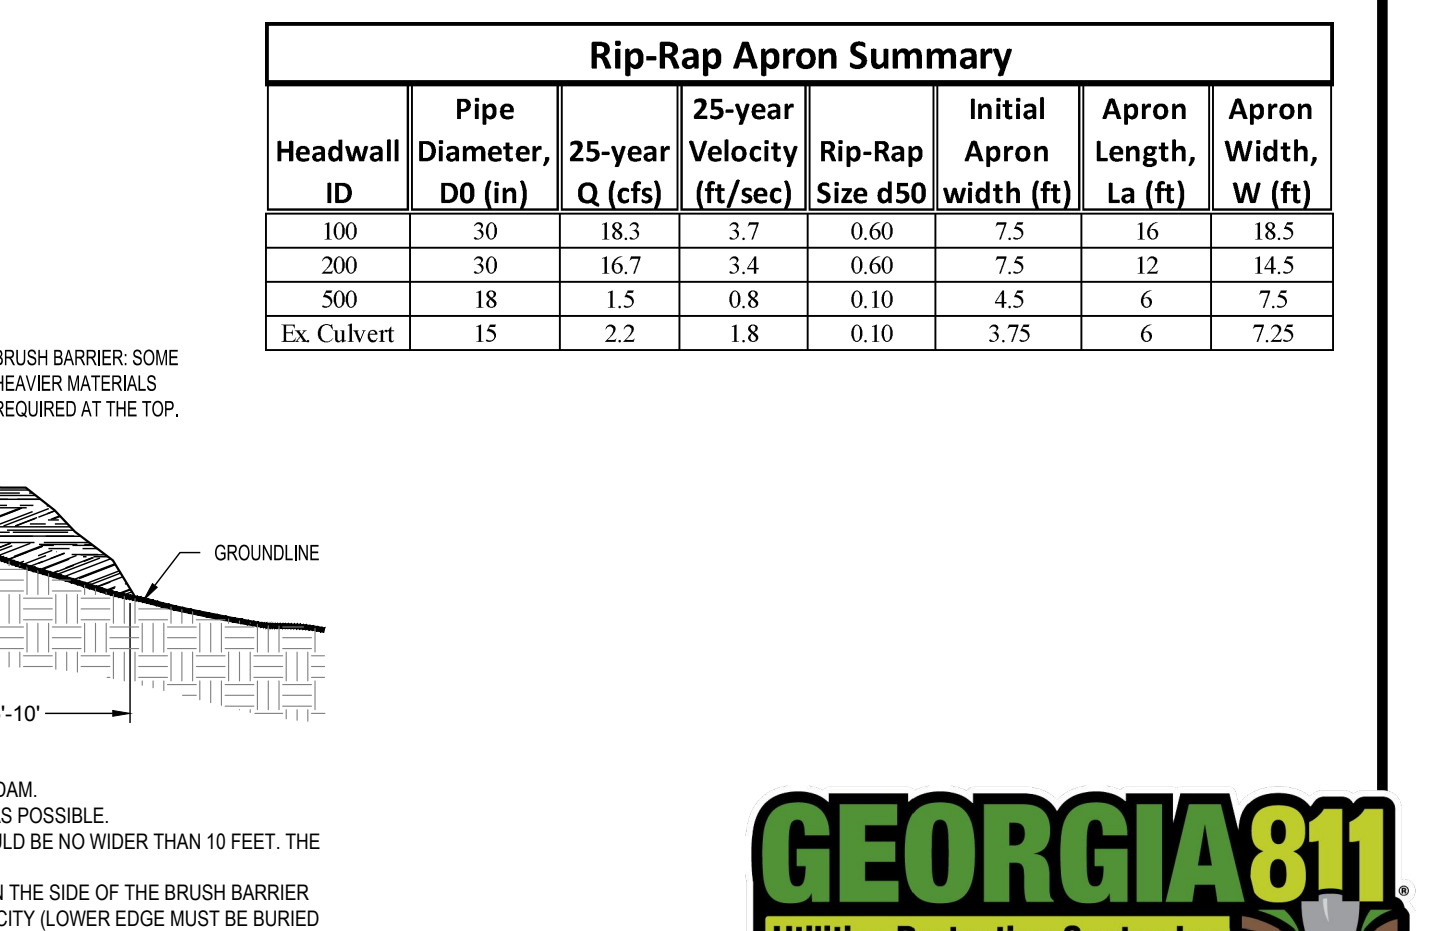 Rip-Rap Apron Summary
Headwall ID Pipe Diameter, D0 (in) 25-year Q (cfs) 25-year Velocity (ft/sec) Rip-Rap Size d50 Initial Apron width (ft) Apron Length, La (ft) Apron Width, W (ft)
100 30 18.3 3.7 0.60 7.5 16 18.5
200 30 16.7 3.4 0.60 7.5 12 14.5
500 18 1.5 0.8 0.10 4.5 6 7.5
Ex. Culvert 15 2.2 1.8 0.10 3.75 6 7.25
BRUSH BARRIER: SOME
HEAVIER MATERIALS
REQUIRED AT THE TOP.
GROUNDLINE
'-10'
AS POSSIBLE.
BE NO WIDER THAN 10 FEET. THE
THE SIDE OF THE BRUSH BARRIER
(LOWER EDGE MUST BE BURIED
GEORGIA811
®